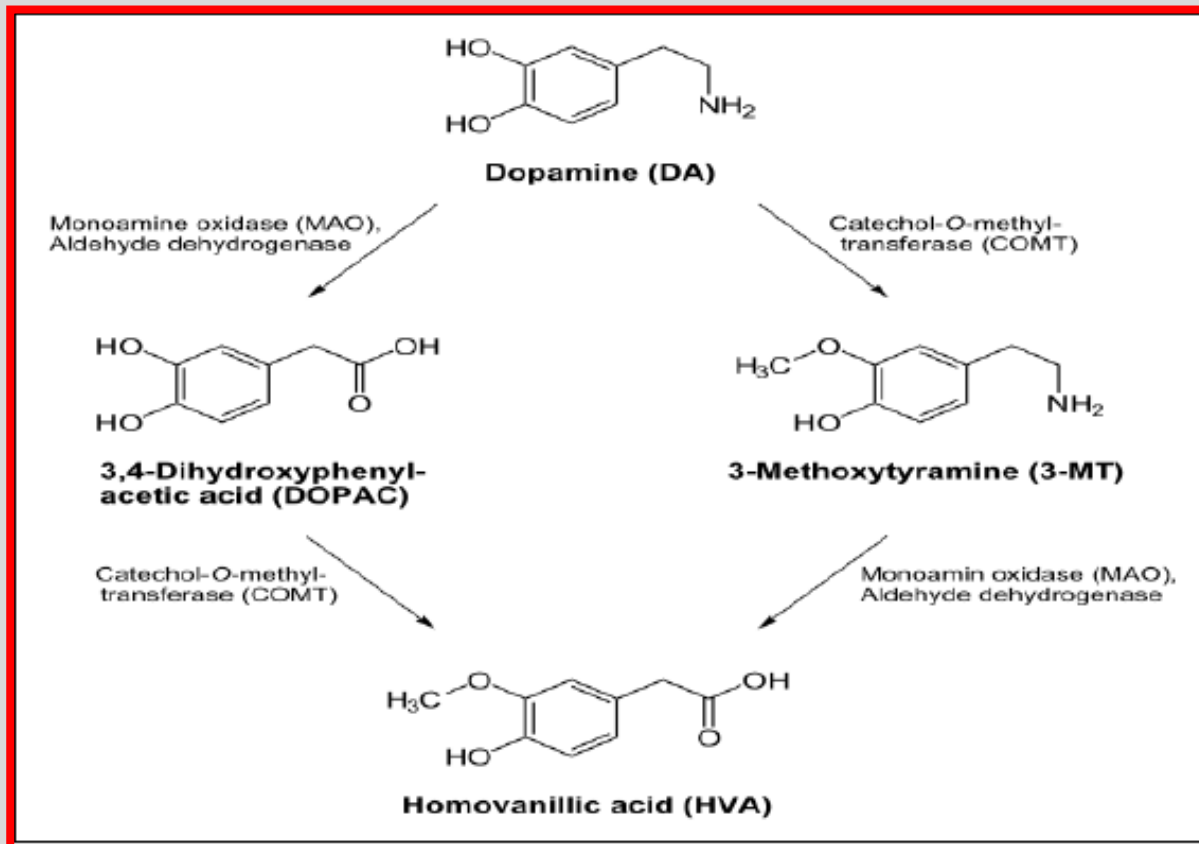 HO
HO
NH2
Dopamine (DA)
Monoamine oxidase (MAO),
Aldehyde dehydrogenase
Catechol-O-methyl-
transferase (COMT)
HO
OH
O
HO
3,4-Dihydroxyphenyl-
acetic acid (DOPAC)
O
H3C
HO
NH2
3-Methoxytyramine (3-MT)
Catechol-O-methyl-
transferase (COMT)
Monoamin oxidase (MAO),
Aldehyde dehydrogenase
O
OH
H3C
O
HO
Homovanillic acid (HVA)